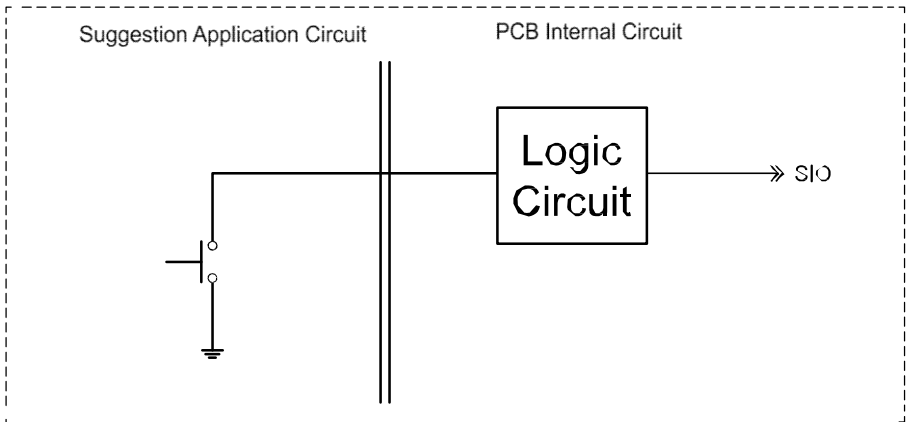 Suggestion Application Circuit
PCB Internal Circuit
Logic
Circuit
SIO